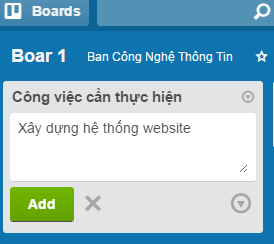 Boards
Boar 1 Ban Công Nghệ Thông Tin
Công việc cần thực hiện
Xây dựng hệ thống website
Add